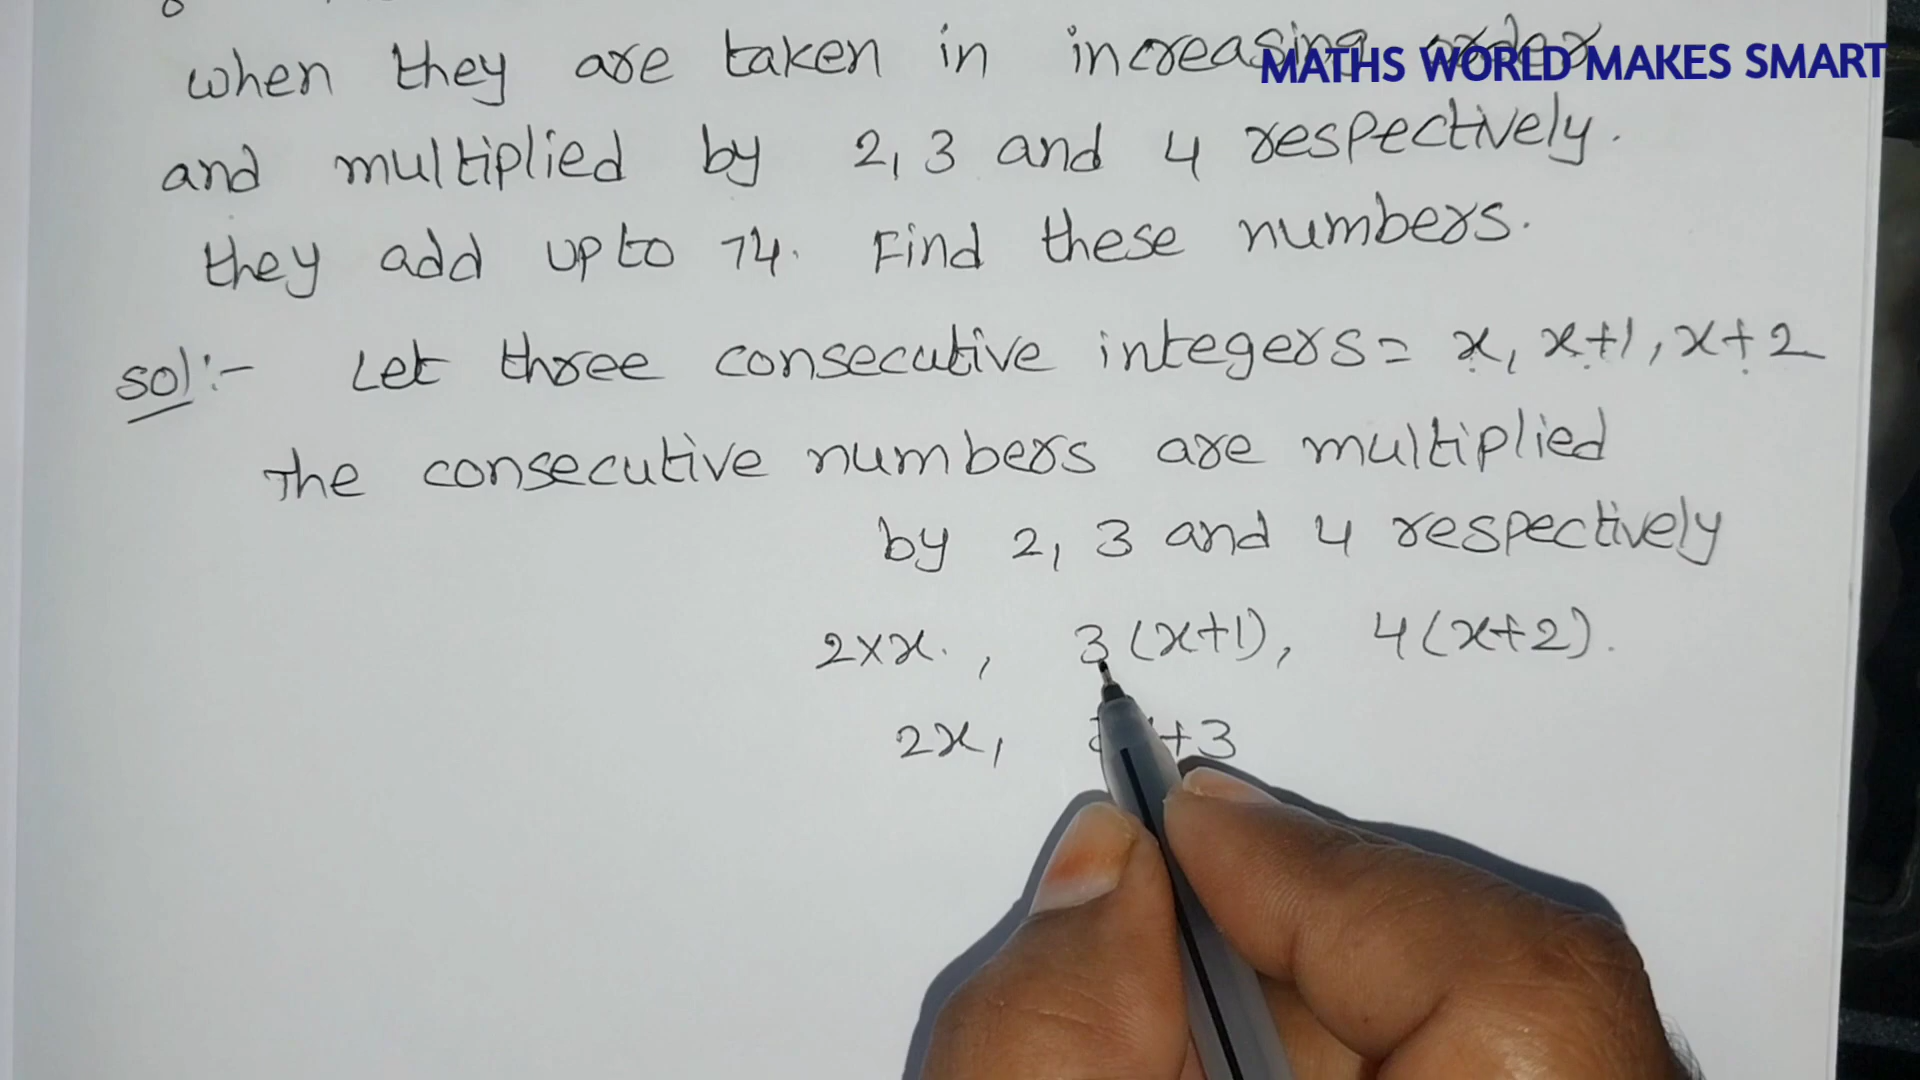 when they are taken in increasing order
MATHS WORLD MAKES SMART
and multiplied by 2, 3 and 4 respectively.
they add up to 74. Find these numbers.
Sol:- Let three consecutive integers = x, x+1, x+2
The consecutive numbers are multiplied
by 2, 3 and 4 respectively
2×x, 3(x+1), 4(x+2).
2x, +3